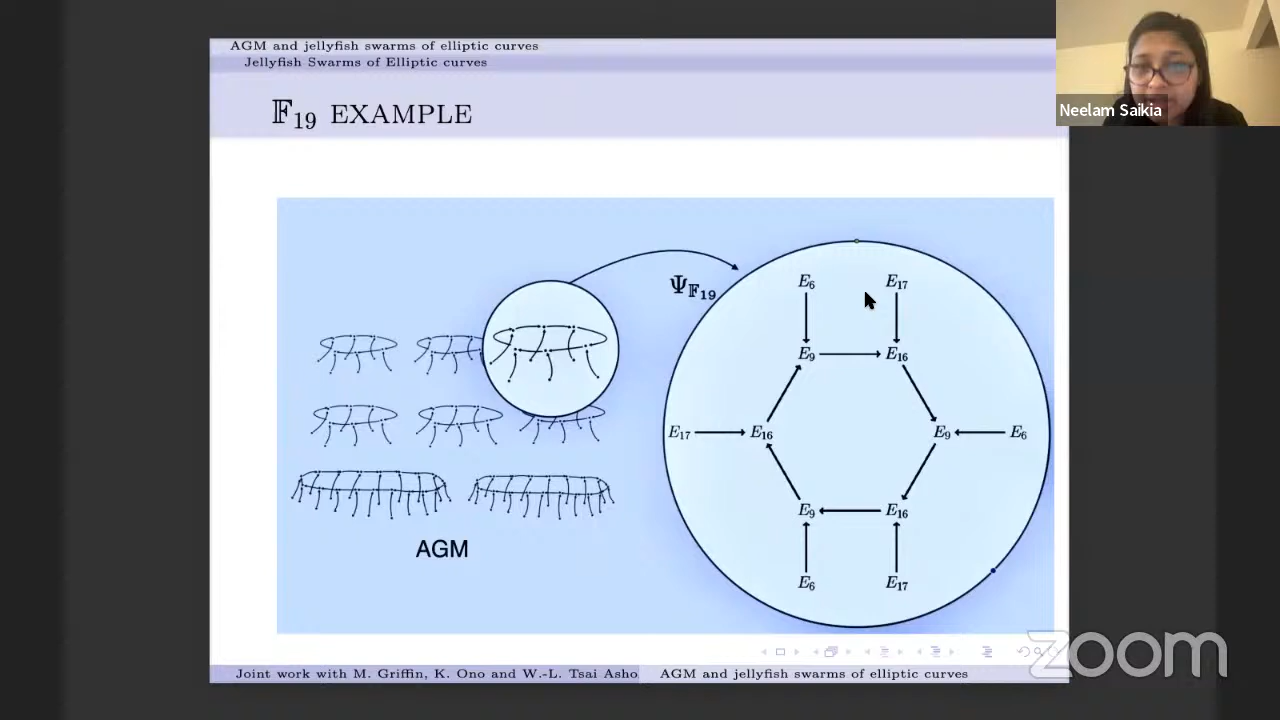 AGM and jellyfish swarms of elliptic curves
Jellyfish Swarms of Elliptic curves
𝔽19 EXAMPLE
Neelam Saikia
Ψ𝔽19
E6 E17
E9 E16
E17 E16 E9 E6
E9 E16
E6 E17
AGM
zoom
Joint work with M. Griffin, K. Ono and W.-L. Tsai Asho
AGM and jellyfish swarms of elliptic curves